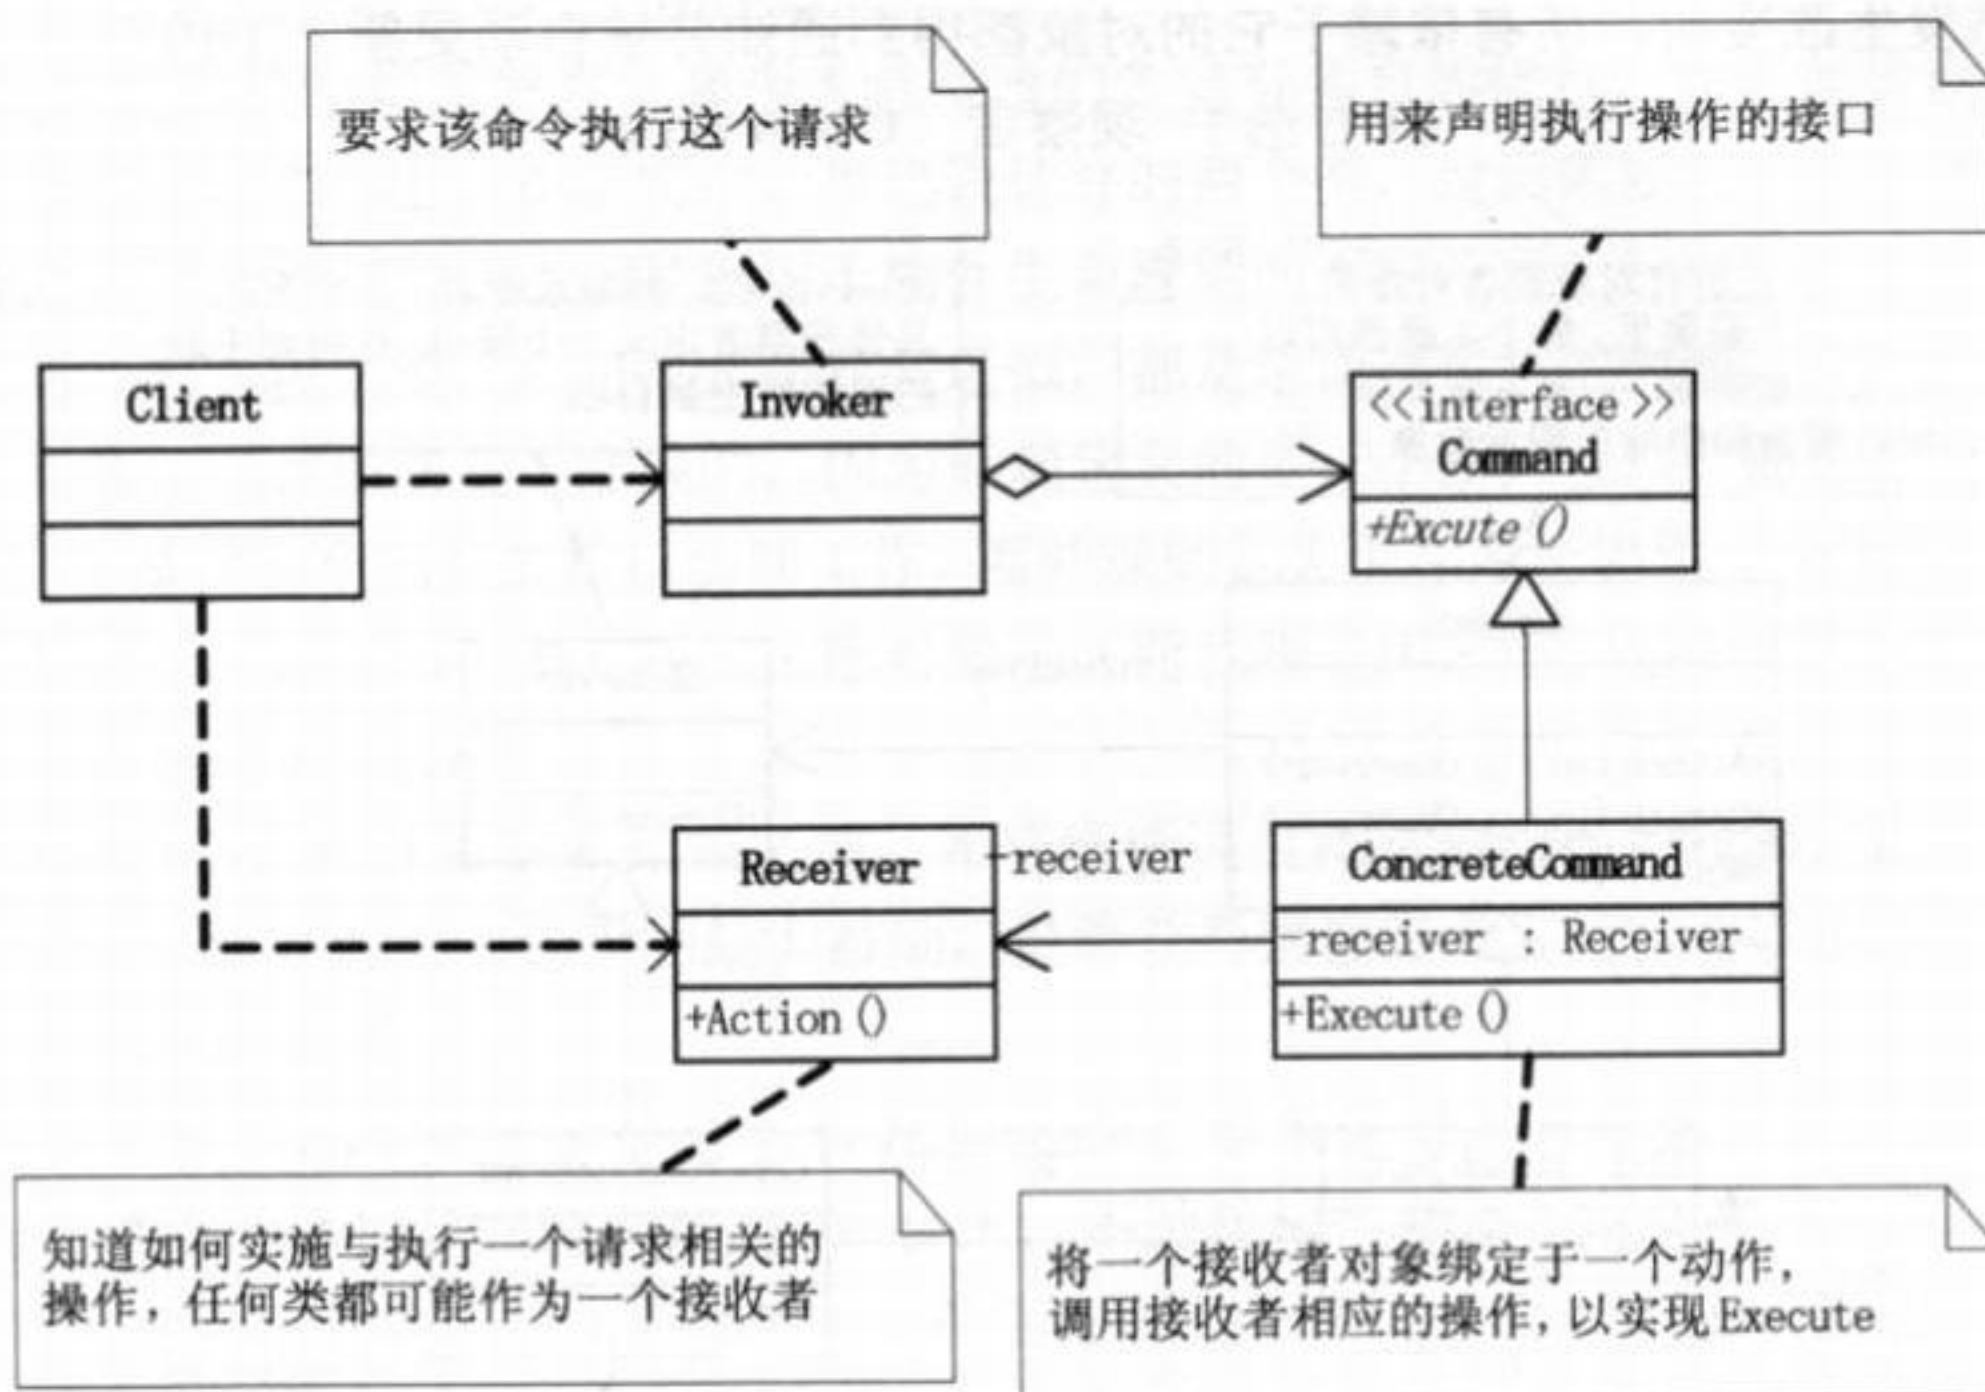 要求该命令执行这个请求
用来声明执行操作的接口
Client
Invoker
<<interface>>
Command
+Excute()
Receiver
-receiver
ConcreteCommand
-receiver : Receiver
+Action()
+Execute()
知道如何实施与执行一个请求相关的
操作，任何类都可能作为一个接收者
将一个接收者对象绑定于一个动作，
调用接收者相应的操作，以实现Execute